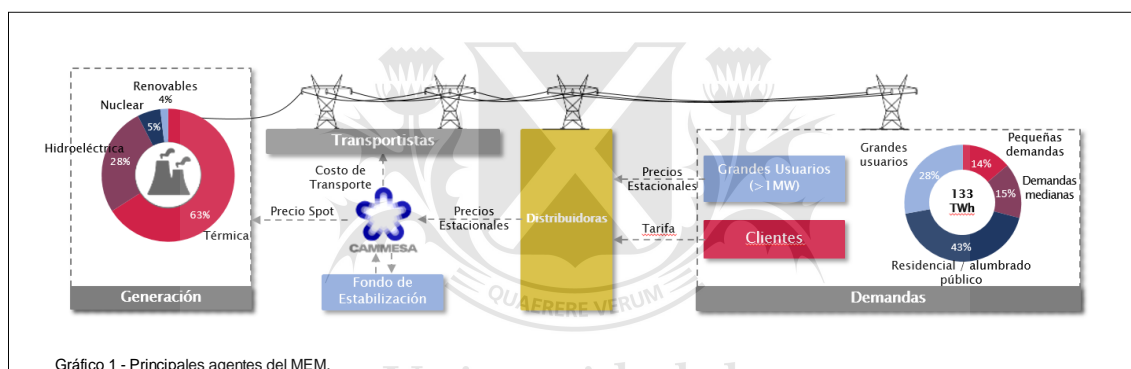 Renovables
4%
Nuclear
5%
Hidroeléctrica
28%
63%
Térmica
Generación
Transportistas
Costo de
Transporte
Precio Spot
CAMMESA
Precios
Estacionales
Fondo de
Estabilización
Distribuidoras
Precios
Estacionales
Tarifa
Grandes Usuarios
(>1MW)
Clientes
Grandes
usuarios
28%
Pequeñas
demandas
14%
Demandas
medianas
15%
133
TWh
43%
Residencial / alumbrado
público
Demandas
QUAERERE VERUM
Gráfico 1 - Principales agentes del MEM.